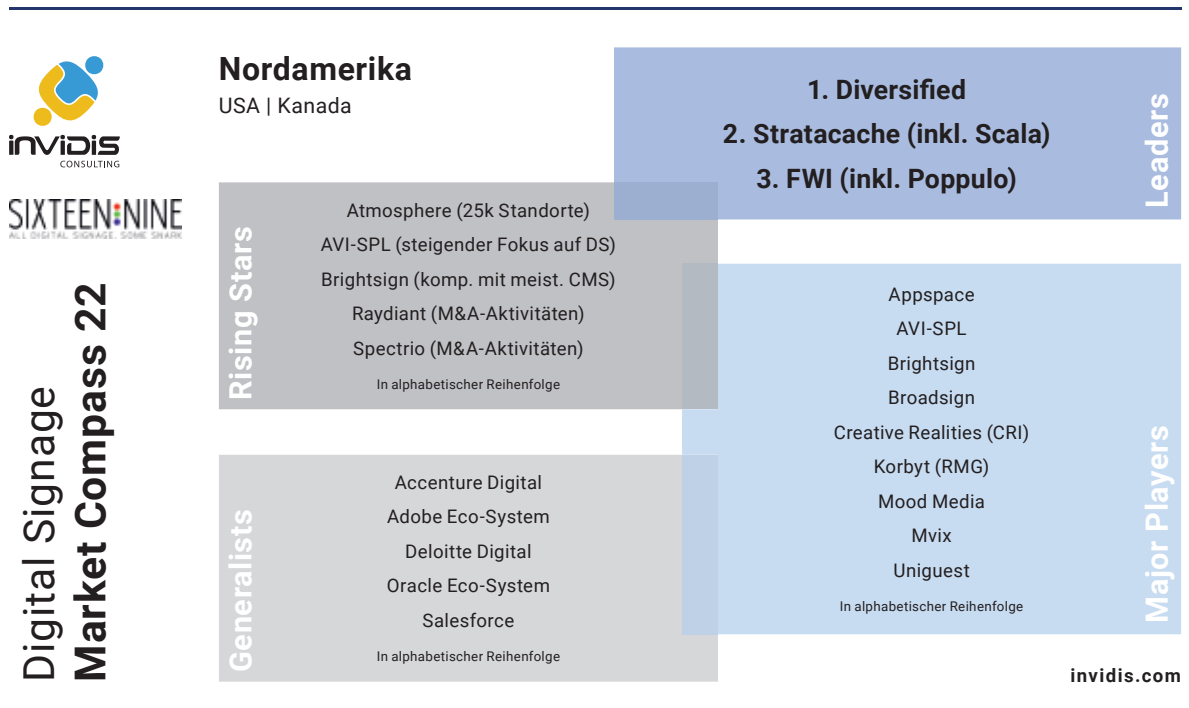 invidis
CONSULTING
SIXTEEN:NINE
ALL DIGITAL SIGNAGE. SOME SNARK
Digital Signage
Market Compass 22
Nordamerika
USA | Kanada
Leaders
1. Diversified
2. Stratacache (inkl. Scala)
3. FWI (inkl. Poppulo)
Rising Stars
Atmosphere (25k Standorte)
AVI-SPL (steigender Fokus auf DS)
Brightsign (komp. mit meist. CMS)
Raydiant (M&A-Aktivitäten)
Spectrio (M&A-Aktivitäten)
In alphabetischer Reihenfolge
Major Players
Appspace
AVI-SPL
Brightsign
Broadsign
Creative Realities (CRI)
Korbyt (RMG)
Mood Media
Mvix
Uniguest
In alphabetischer Reihenfolge
Generalists
Accenture Digital
Adobe Eco-System
Deloitte Digital
Oracle Eco-System
Salesforce
In alphabetischer Reihenfolge
invidis.com